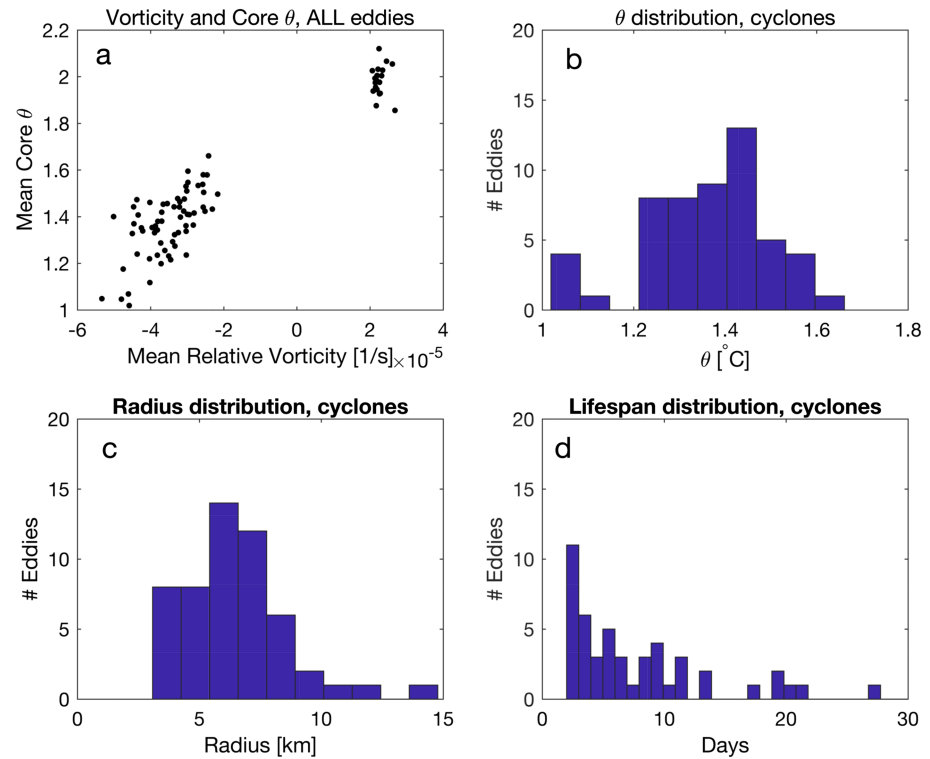 Vorticity and Core θ, ALL eddies
a
2.2
2
1.8
1.6
1.4
1.2
1
Mean Core θ
-6 -4 -2 0 2 4
Mean Relative Vorticity [1/s] ×10⁻⁵
θ distribution, cyclones
b
20
15
10
5
0
# Eddies
1 1.2 1.4 1.6 1.8
θ [°C]
Radius distribution, cyclones
c
20
15
10
5
0
# Eddies
0 5 10 15
Radius [km]
Lifespan distribution, cyclones
d
20
15
10
5
0
# Eddies
0 10 20 30
Days